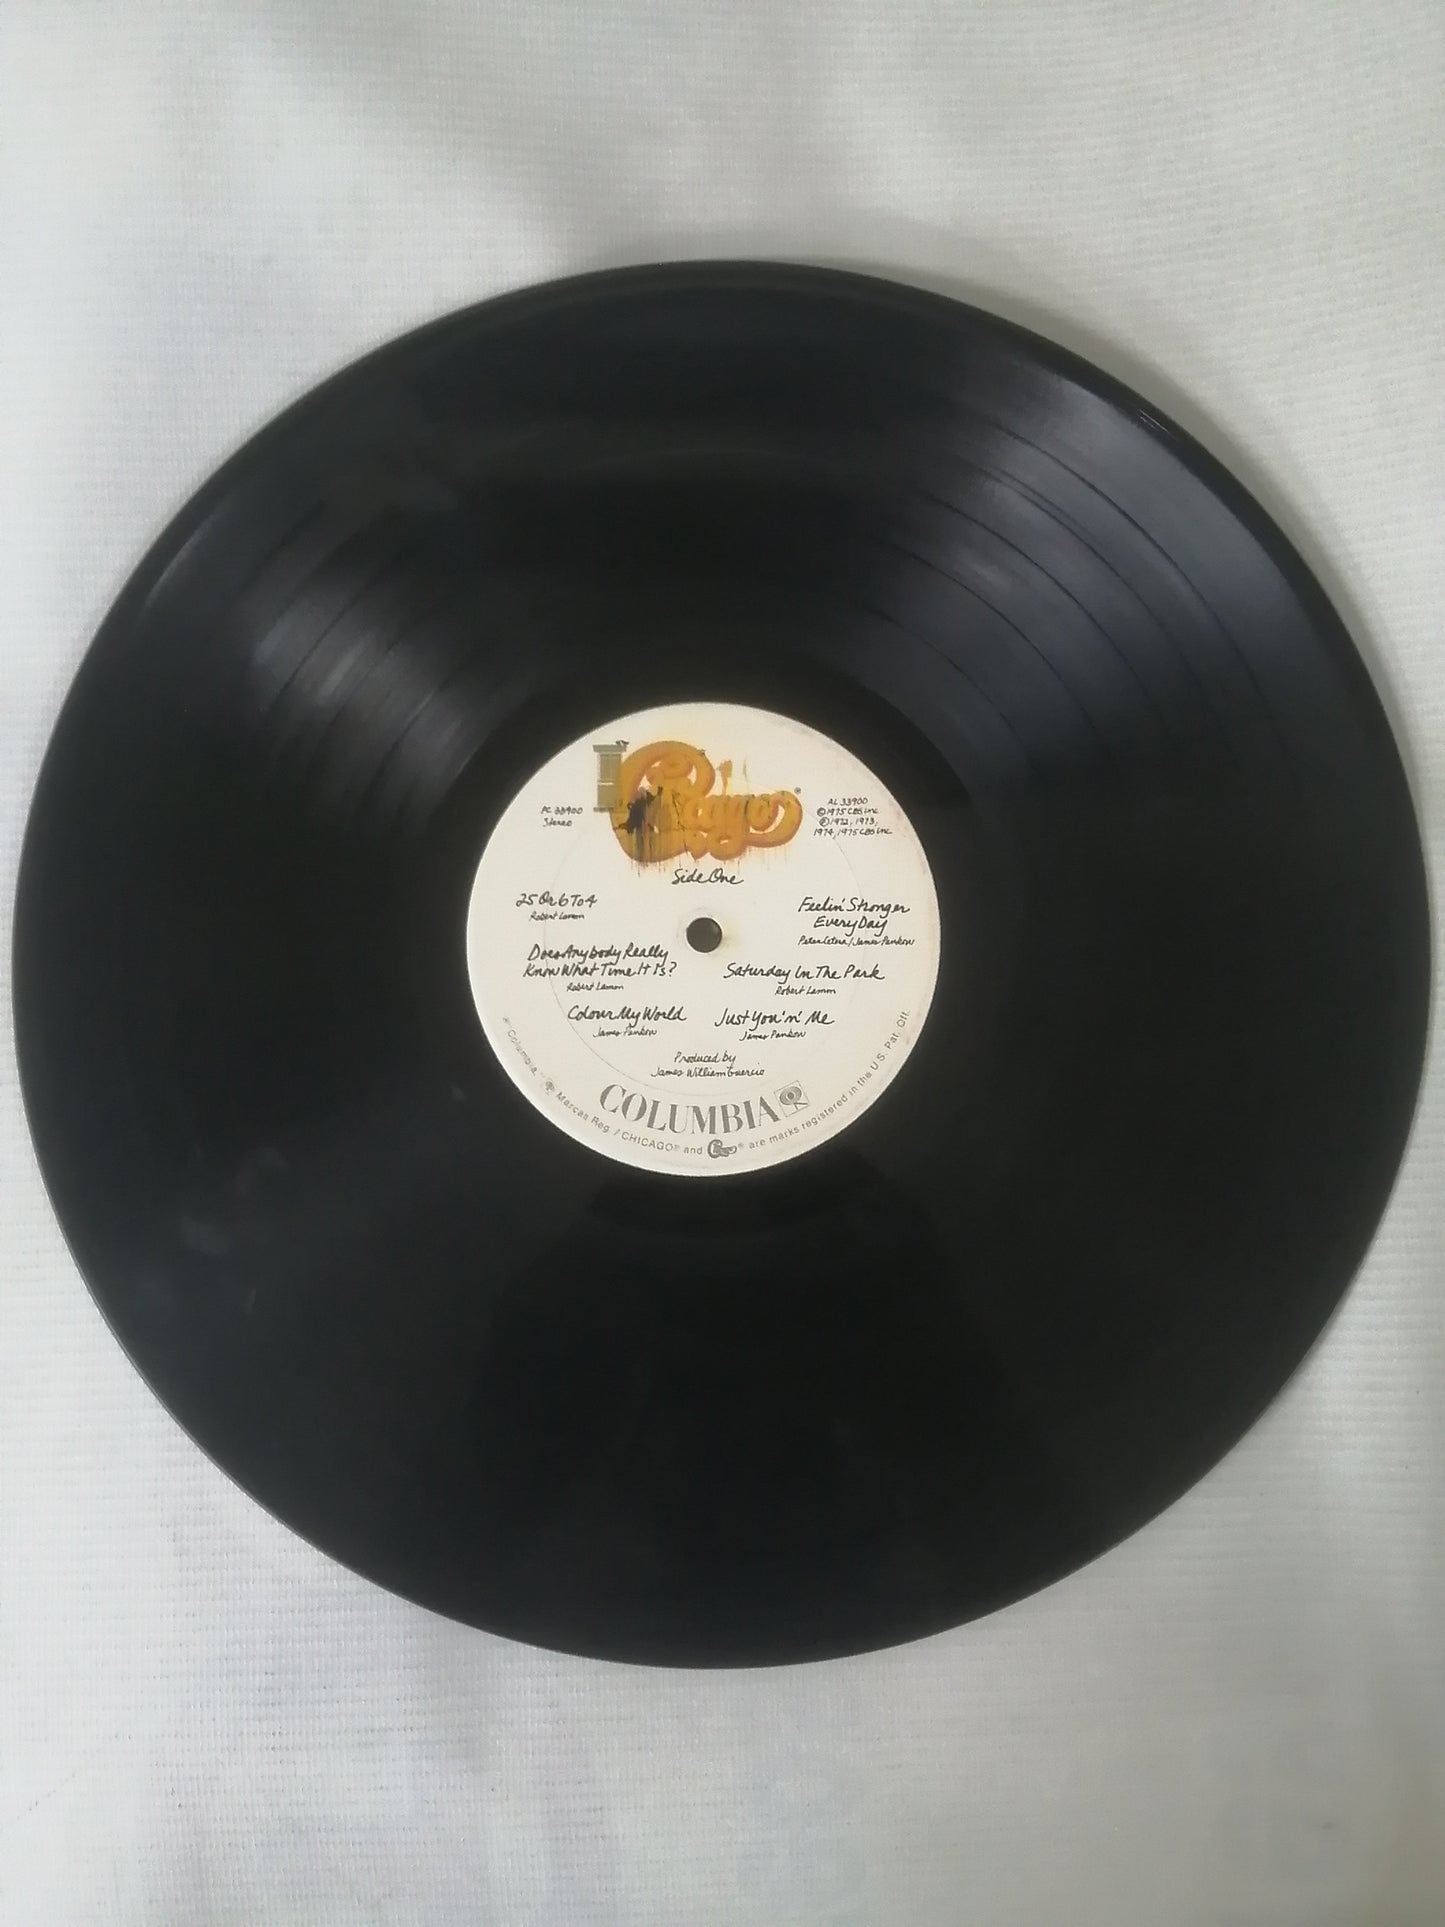 Chicago®
PC 33900
Stereo
AL 33900
© 1975 CBS Inc.
℗ 1972, 1973,
1974, 1975 CBS Inc.
Side One
25 Or 6 To 4
Robert Lamm
Does Anybody Really
Know What Time It Is?
Robert Lamm
Colour My World
James Pankow
Feelin' Stronger
Every Day
Peter Cetera/James Pankow
Saturday In The Park
Robert Lamm
Just You 'n' Me
James Pankow
Produced by
James William Guercio
COLUMBIA
® "Columbia," Marcas Reg. / CHICAGO® and Chicago® are marks registered in the U.S. Pat. Off.